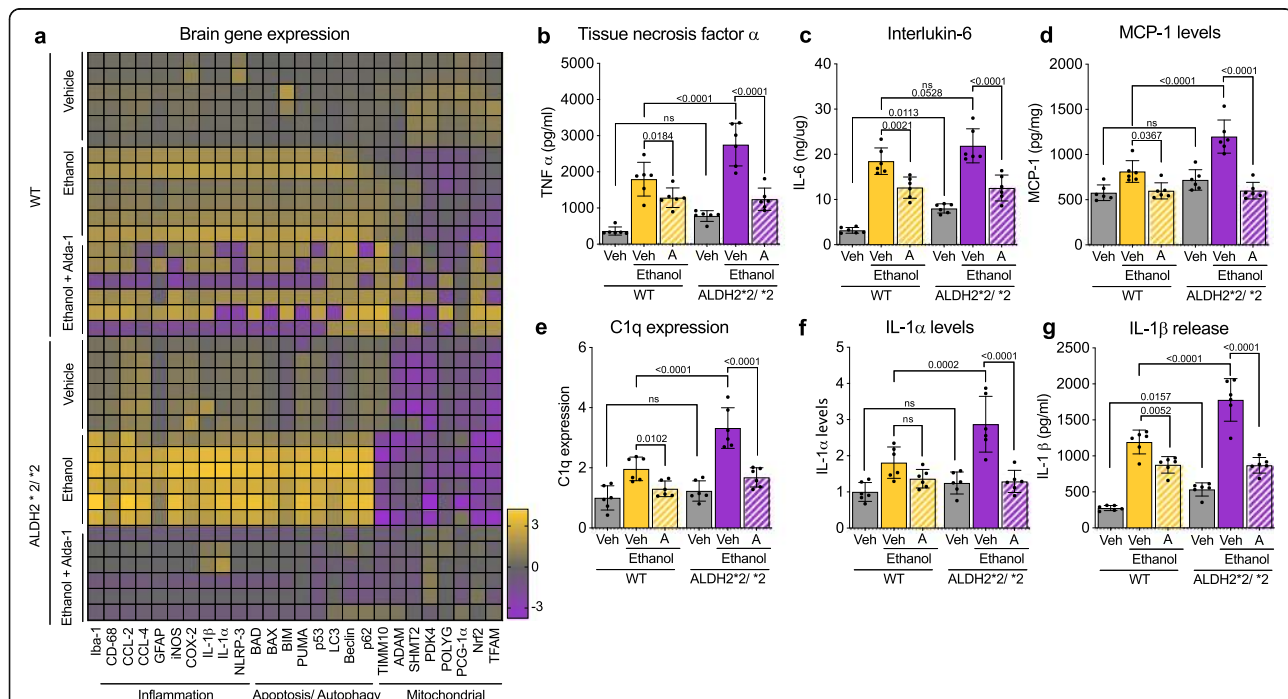 a
Brain gene expression
WT
ALDH2 * 2/ *2
Vehicle
Ethanol
Ethanol + Alda-1
Vehicle
Ethanol
Ethanol + Alda-1
3
0
-3
Iba-1
CD-68
CCL-2
CCL-4
GFAP
iNOS
COX-2
IL-1β
IL-1α
NLRP-3
BAD
BAX
BIM
PUMA
p53
LC3
Beclin
p62
TIMM10
ADAM
SHMT2
PDK4
POLYG
PCG-1α
Nrf2
TFAM
Inflammation
Apoptosis/ Autophagy
Mitochondrial
b
Tissue necrosis factor α
TNF α (pg/ml)
5000
4000
3000
2000
1000
0
<0.0001
<0.0001
ns
0.0184
Veh Veh A Veh Veh A
Ethanol Ethanol
WT ALDH2*2/ *2
c
Interlukin-6
IL-6 (ng/ug)
40
30
20
10
0
ns
0.0528
<0.0001
0.0113
0.0021
Veh Veh A Veh Veh A
Ethanol Ethanol
WT ALDH2*2/ *2
d
MCP-1 levels
MCP-1 (pg/mg)
2000
1500
1000
500
0
<0.0001
<0.0001
ns
0.0367
Veh Veh A Veh Veh A
Ethanol Ethanol
WT ALDH2*2/ *2
e
C1q expression
C1q expression
6
4
2
0
<0.0001
<0.0001
ns
0.0102
Veh Veh A Veh Veh A
Ethanol Ethanol
WT ALDH2*2/ *2
f
IL-1α levels
IL-1α levels
5
4
3
2
1
0
0.0002
<0.0001
ns
ns
Veh Veh A Veh Veh A
Ethanol Ethanol
WT ALDH2*2/ *2
g
IL-1β release
IL-1 β (pg/ml)
2500
2000
1500
1000
500
0
<0.0001
<0.0001
0.0157
0.0052
Veh Veh A Veh Veh A
Ethanol Ethanol
WT ALDH2*2/ *2